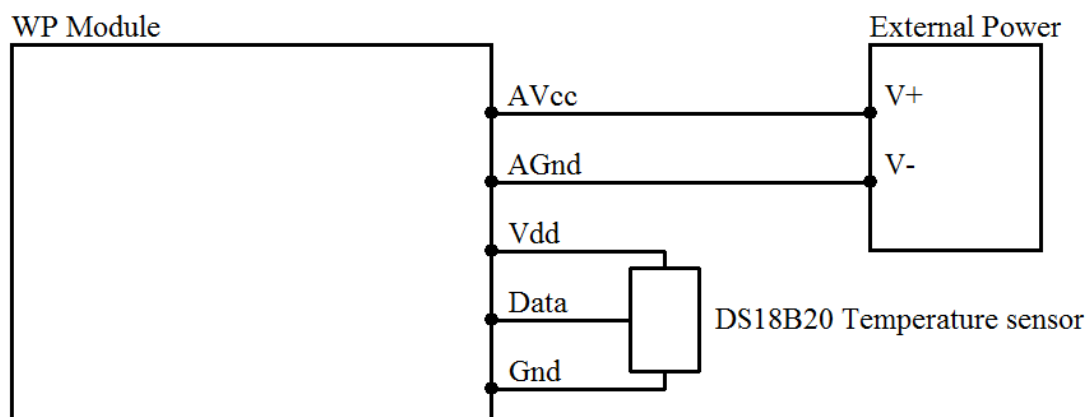 WP Module
External Power
AVcc
V+
AGnd
V-
Vdd
Data
DS18B20 Temperature sensor
Gnd